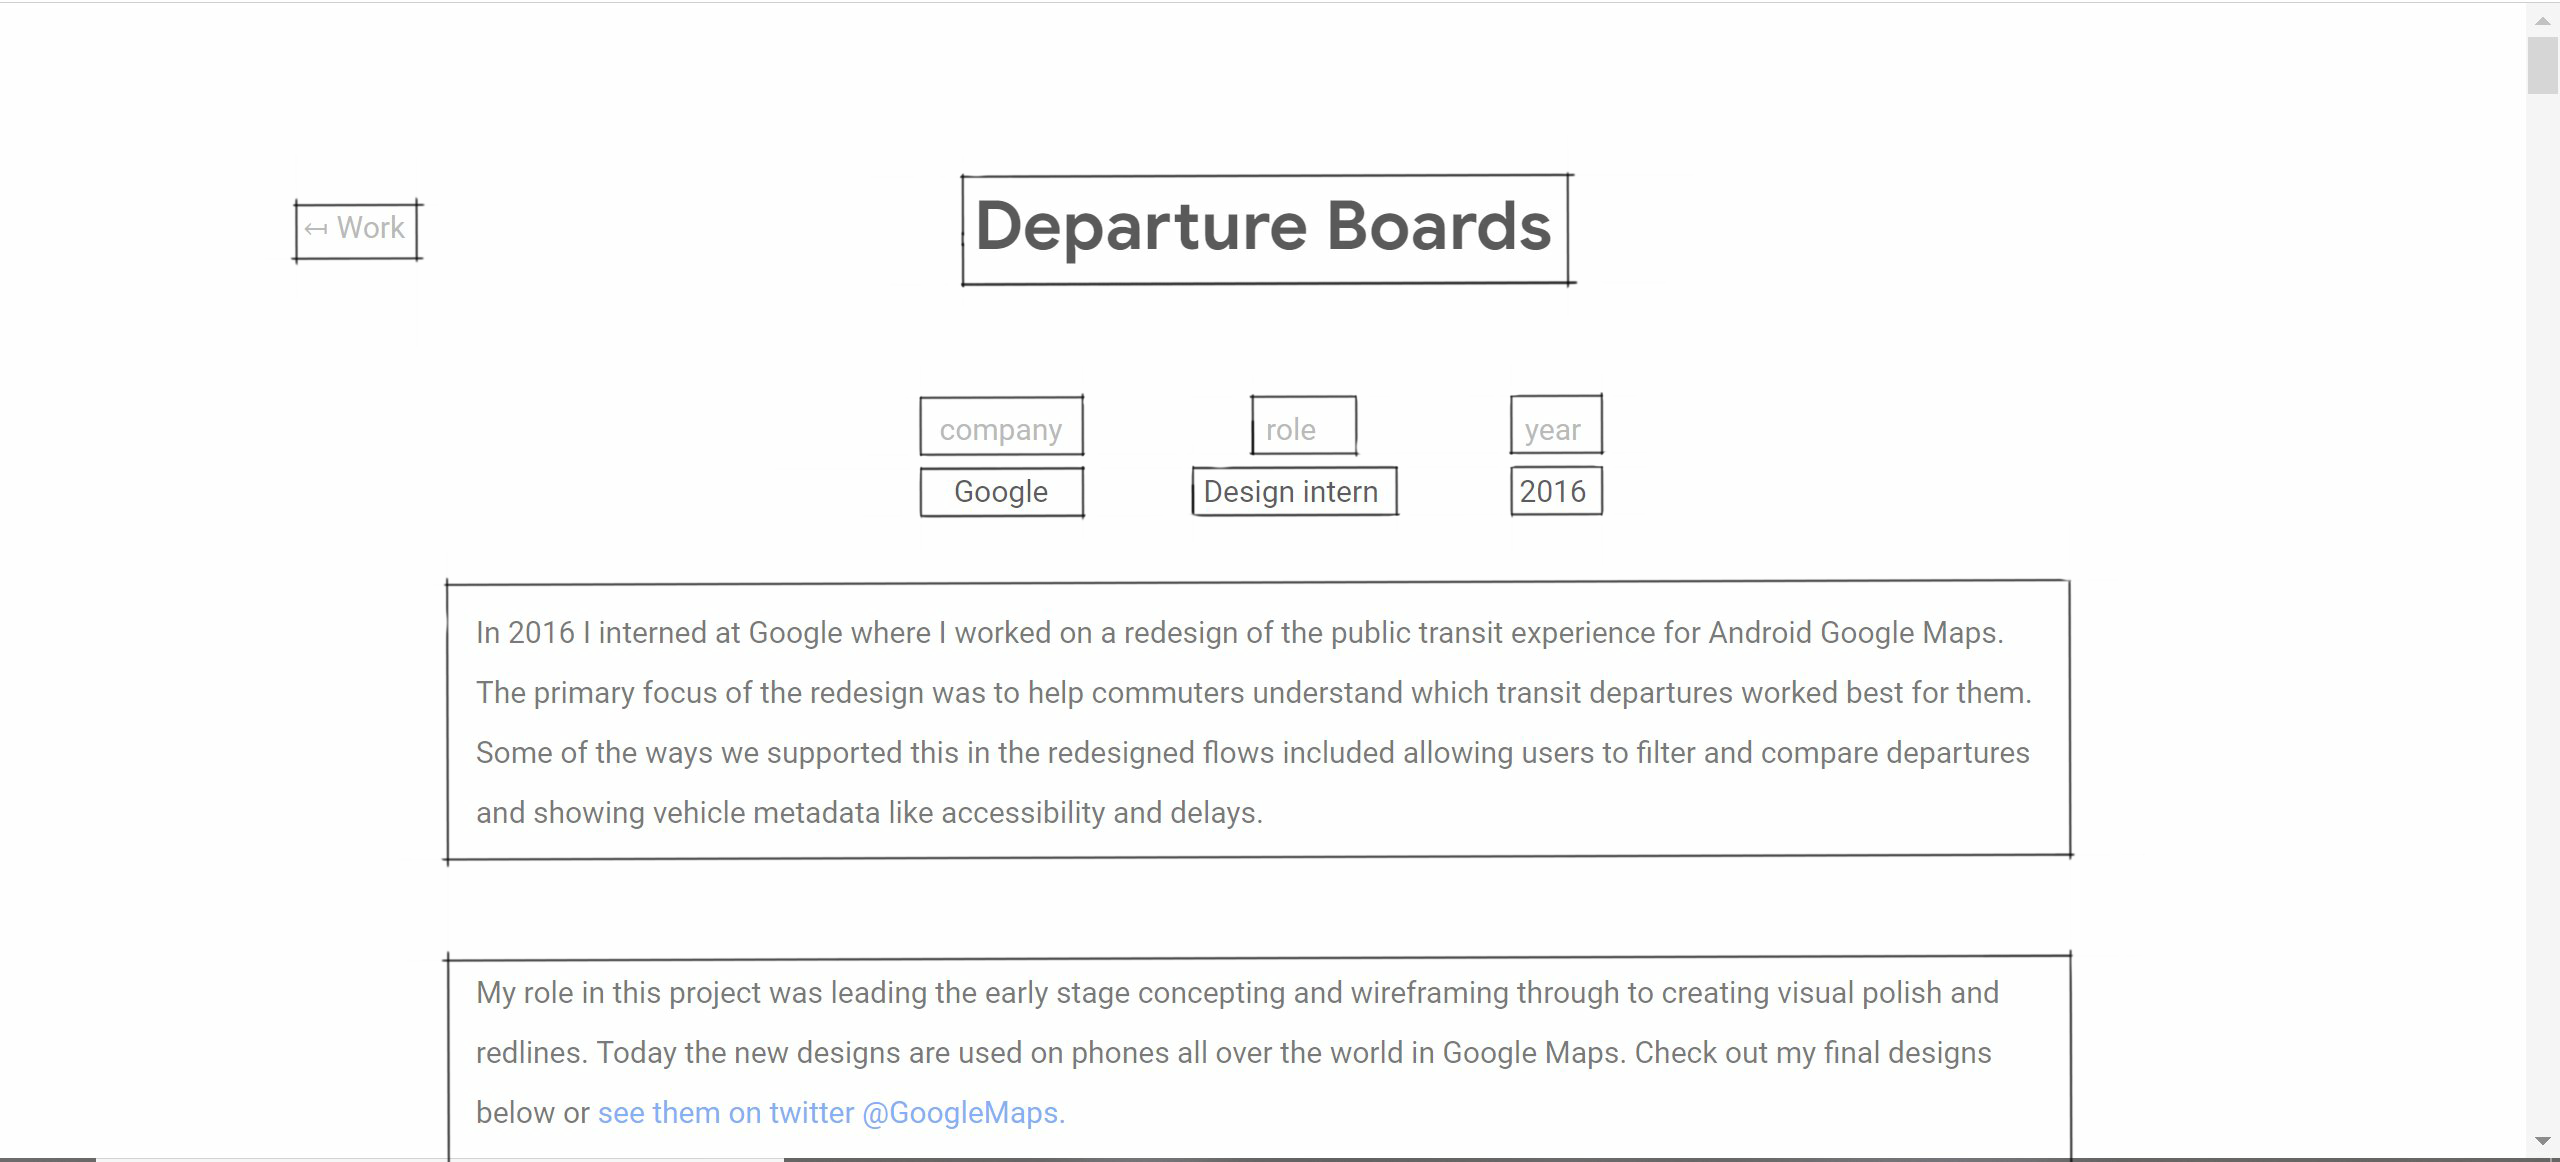 ↤ Work
Departure Boards
company role year
Google Design intern 2016
In 2016 I interned at Google where I worked on a redesign of the public transit experience for Android Google Maps.
The primary focus of the redesign was to help commuters understand which transit departures worked best for them.
Some of the ways we supported this in the redesigned flows included allowing users to filter and compare departures
and showing vehicle metadata like accessibility and delays.
My role in this project was leading the early stage concepting and wireframing through to creating visual polish and
redlines. Today the new designs are used on phones all over the world in Google Maps. Check out my final designs
below or see them on twitter @GoogleMaps.